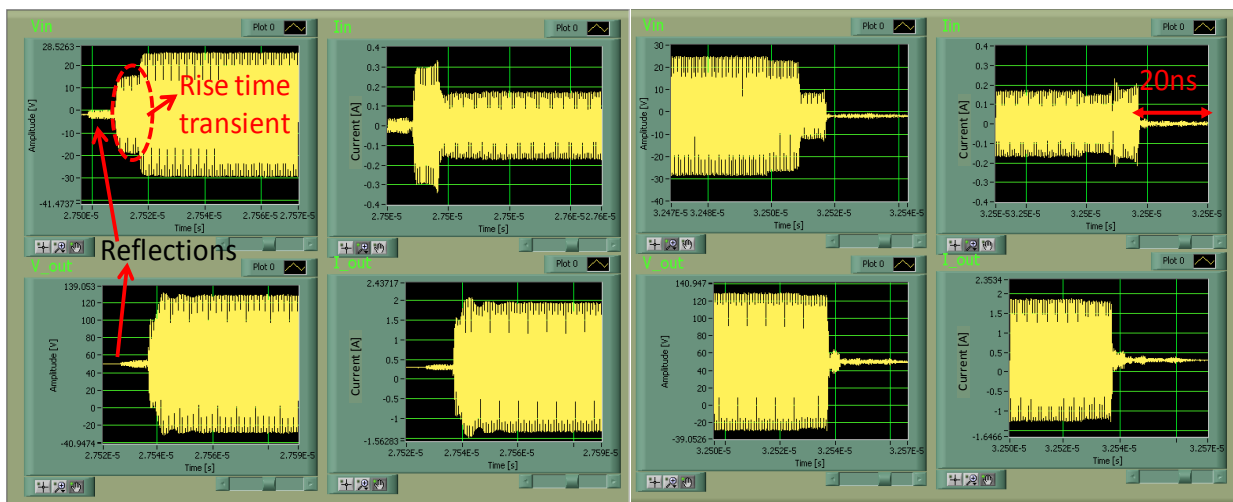 Vin
Plot 0
28.5263
20
10
0
-10
-20
-30
-41.4737
Amplitude [V]
2.750E-5 2.752E-5 2.754E-5 2.756E-5 2.757E-5
Time [s]
Rise time
transient
Reflections
Iin
Plot 0
0.4
0.3
0.2
0.1
0
-0.1
-0.2
-0.3
-0.4
Current [A]
2.75E-5 2.75E-5 2.76E-5 2.76E-5
Time [s]
Vin
Plot 0
30
20
10
0
-10
-20
-30
-40
Amplitude [V]
3.247E-5 3.248E-5 3.250E-5 3.252E-5 3.254E-5
Time [s]
Iin
Plot 0
0.4
0.3
0.2
0.1
0
-0.1
-0.2
-0.3
-0.4
Current [A]
3.25E-5 3.25E-5 3.25E-5 3.25E-5
Time [s]
20ns
V_out
Plot 0
139.053
120
100
80
60
40
20
0
-20
-40.9474
Amplitude [V]
2.752E-5 2.754E-5 2.756E-5 2.759E-5
Time [s]
I_out
Plot 0
2.43717
2
1.5
1
0.5
0
-0.5
-1
-1.56283
Current [A]
2.752E-5 2.754E-5 2.756E-5 2.759E-5
Time [s]
V_out
Plot 0
140.947
120
100
80
60
40
20
0
-20
-39.0526
Amplitude [V]
3.250E-5 3.252E-5 3.254E-5 3.257E-5
Time [s]
I_out
Plot 0
2.3534
2
1.5
1
0.5
0
-0.5
-1
-1.6466
Current [A]
3.250E-5 3.252E-5 3.254E-5 3.257E-5
Time [s]